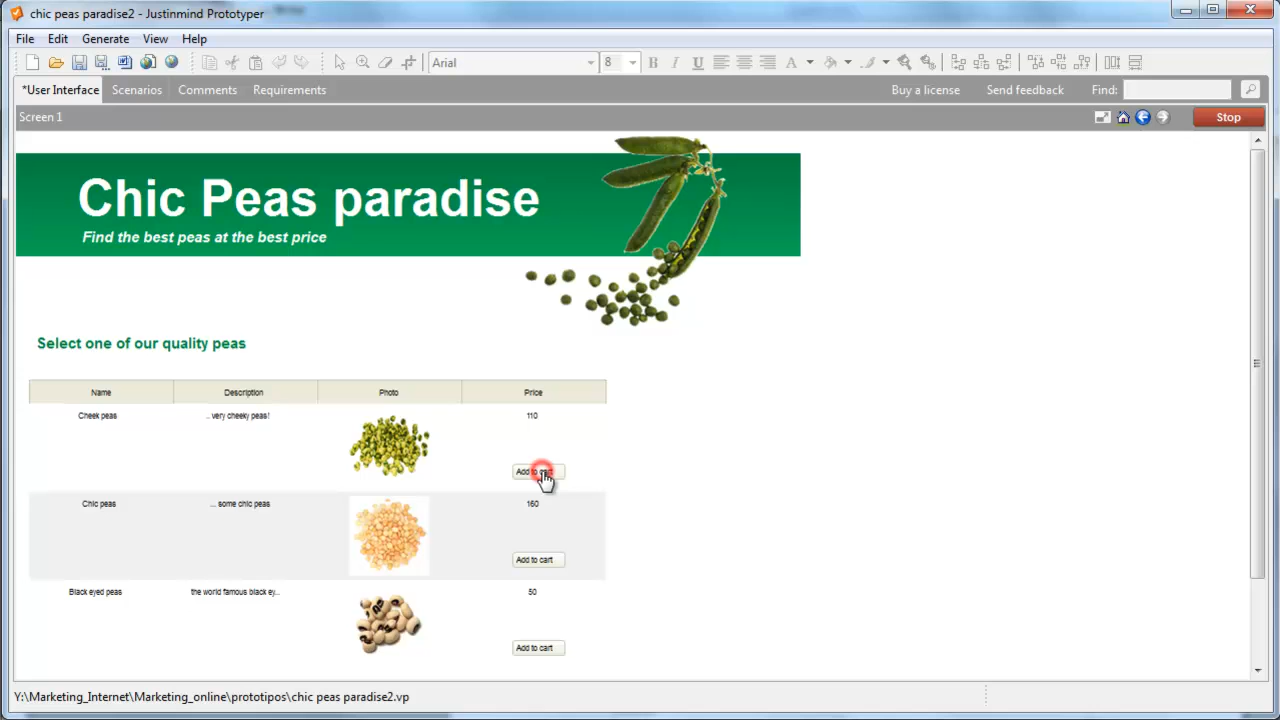 chic peas paradise2 - Justinmind Prototyper
File Edit Generate View Help
Arial 8 B I U A
*User Interface Scenarios Comments Requirements Buy a license Send feedback Find:
Screen 1 Stop
Chic Peas paradise
Find the best peas at the best price
Select one of our quality peas
Name Description Photo Price
Cheek peas .. very cheeky peas! 110
Add to cart
Chic peas ... some chic peas 160
Add to cart
Black eyed peas the world famous black ey... 50
Add to cart
Y:\Marketing_Internet\Marketing_online\prototipos\chic peas paradise2.vp